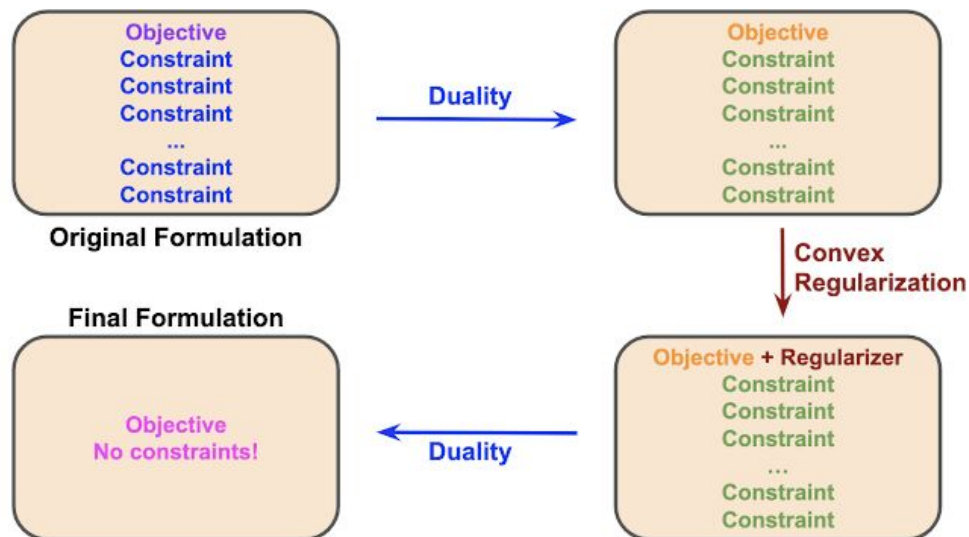 Objective
Constraint
Constraint
Constraint
...
Constraint
Constraint
Original Formulation
Duality
Objective
Constraint
Constraint
Constraint
...
Constraint
Constraint
Convex
Regularization
Objective + Regularizer
Constraint
Constraint
Constraint
...
Constraint
Constraint
Duality
Final Formulation
Objective
No constraints!